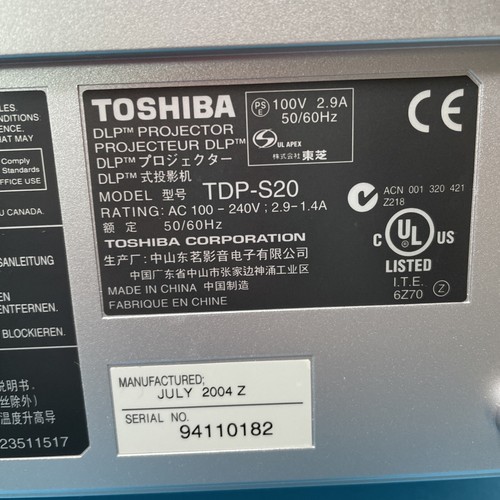 LES.
ONDITIONS
ENCE.
HAT MAY
Comply
Standards
OFFICE USE
U CANADA.
SANLEITUNG
EN
ENTFERNEN.
BLOCKIEREN.
说明书.
丝除外)
温度升高导
23511517
TOSHIBA
DLP™ PROJECTOR
PROJECTEUR DLP™
DLP™ プロジェクター
DLP™ 式投影机
PSE 100V 2.9A
50/60Hz
S UL APEX
株式会社 東芝
MODEL 型号 TDP-S20
RATING: AC 100 - 240V ; 2.9-1.4A
额定 50/60Hz
TOSHIBA CORPORATION
生产厂: 中山东茗影音电子有限公司
中国广东省中山市张家边神涌工业区
MADE IN CHINA 中国制造
FABRIQUE EN CHINE
CE
ACN 001 320 421
Z218
C UL US
LISTED
I.T.E.
6Z70 Z
MANUFACTURED;
JULY 2004 Z
SERIAL NO.
94110182